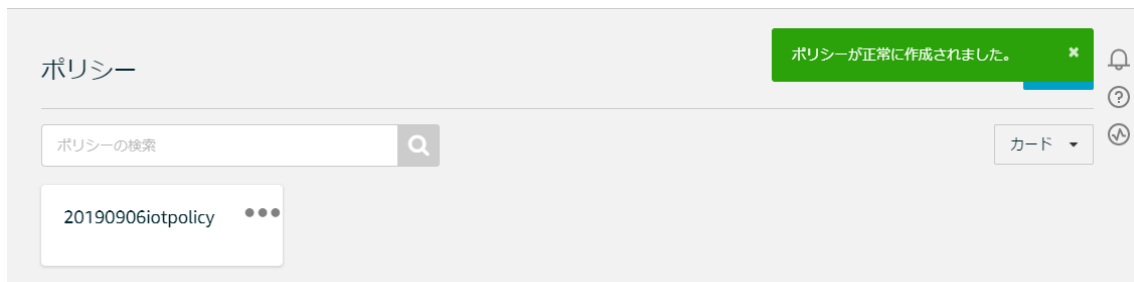 ポリシーが正常に作成されました。
ポリシー
ポリシーの検索
カード
20190906iotpolicy